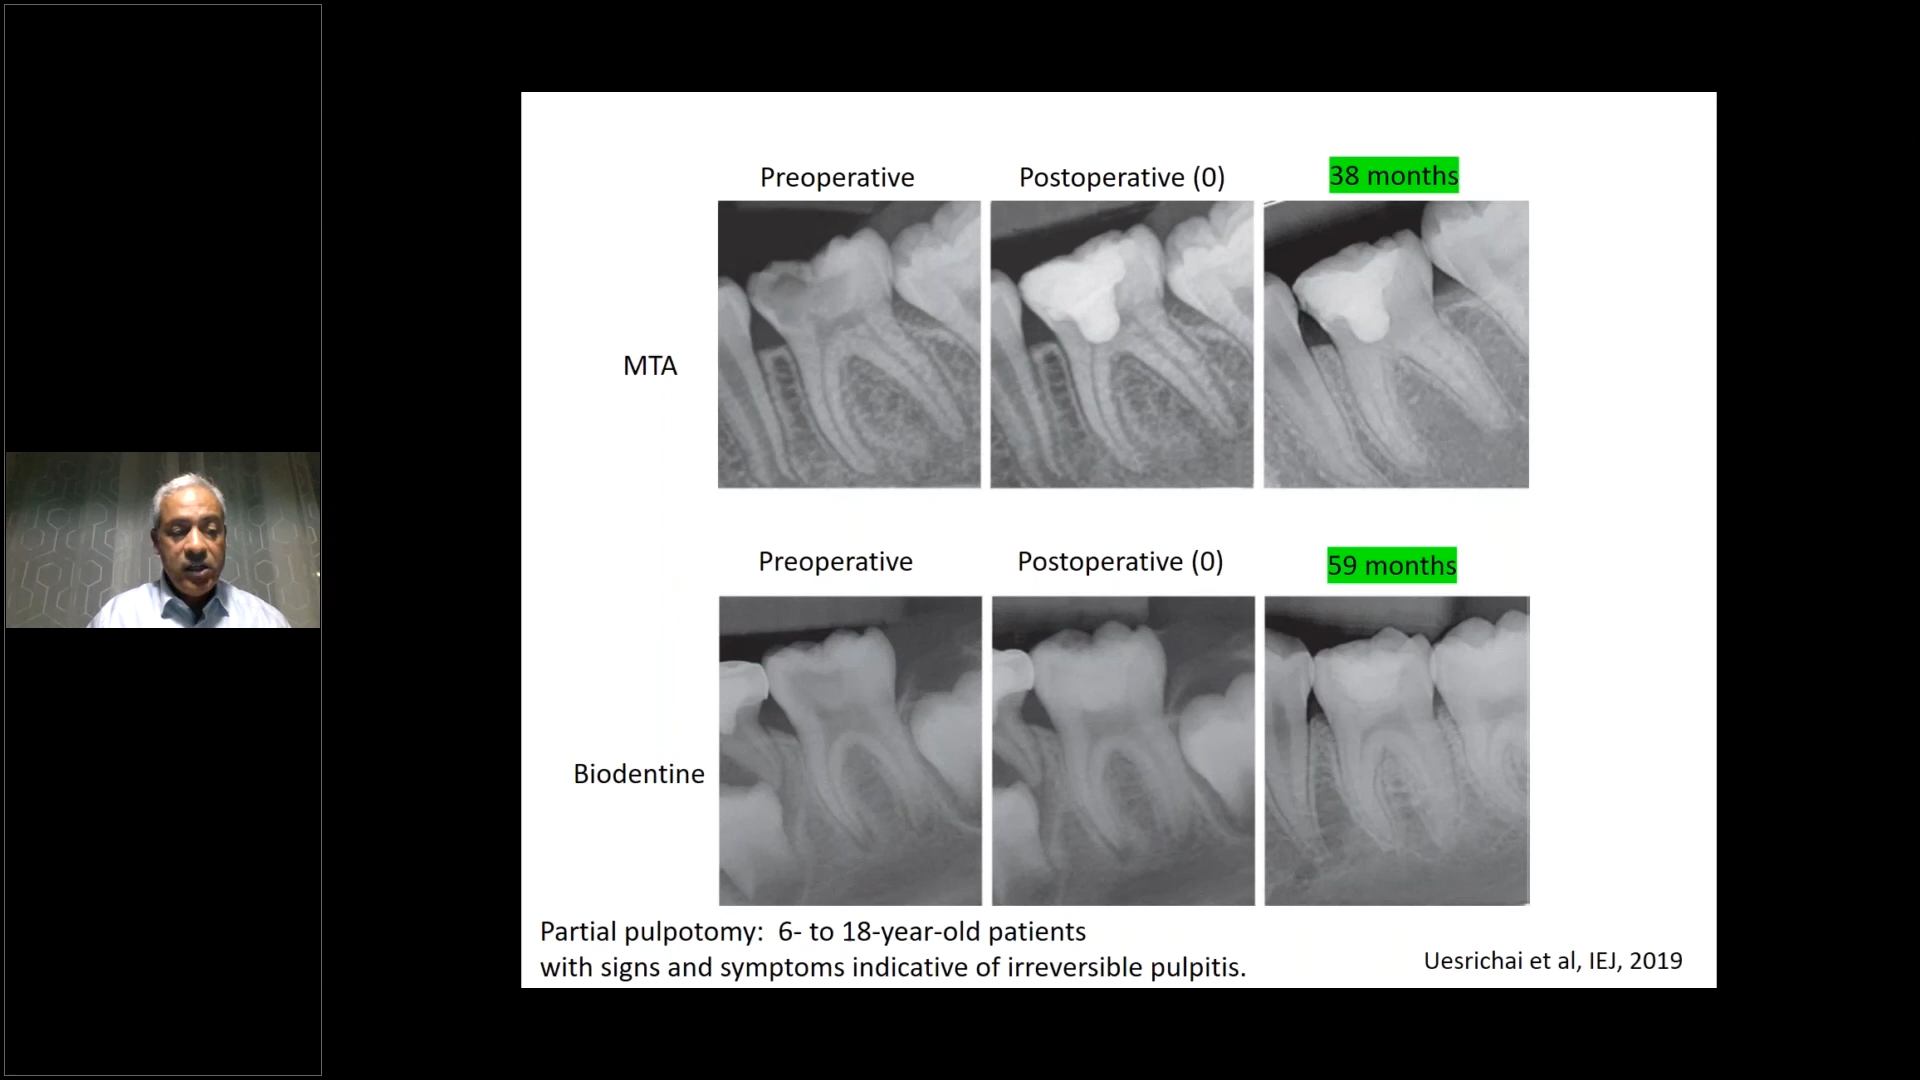 Preoperative
Postoperative (0)
38 months
MTA
Preoperative
Postoperative (0)
59 months
Biodentine
Partial pulpotomy: 6- to 18-year-old patients
with signs and symptoms indicative of irreversible pulpitis.
Uesrichai et al, IEJ, 2019